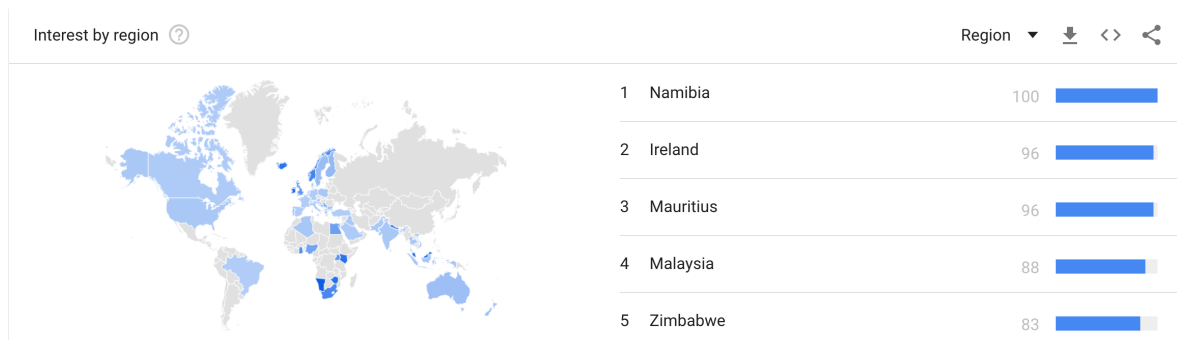 Interest by region
Region
1 Namibia 100
2 Ireland 96
3 Mauritius 96
4 Malaysia 88
5 Zimbabwe 83